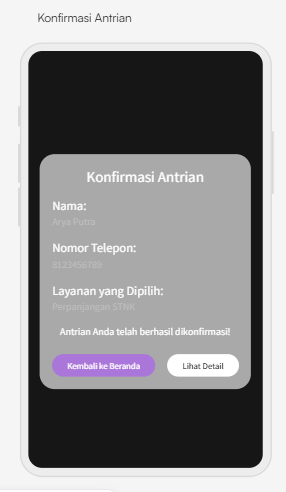 Konfirmasi Antrian
Konfirmasi Antrian
Nama:
Arya Putra
Nomor Telepon:
8123456789
Layanan yang Dipilih:
Perpanjangan STNK
Antrian Anda telah berhasil dikonfirmasi!
Kembali ke Beranda
Lihat Detail